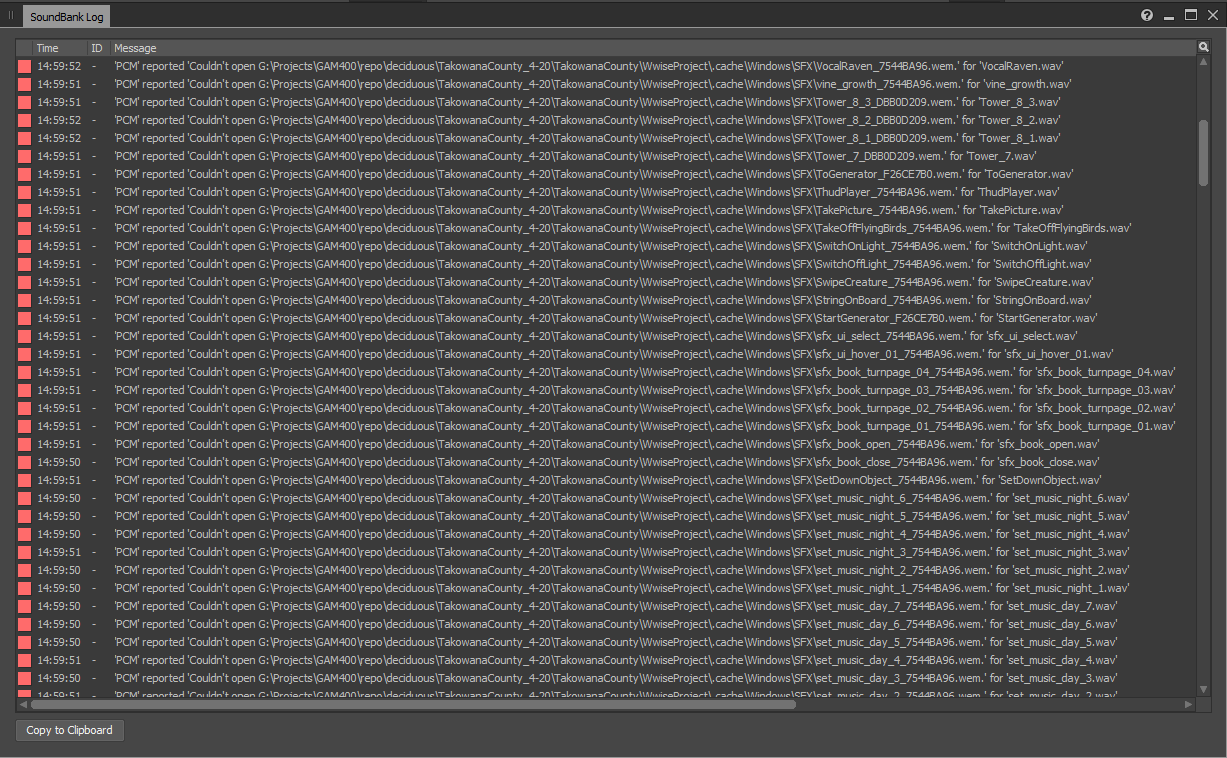 SoundBank Log
Time ID Message
14:59:52 - 'PCM' reported 'Couldn't open G:\Projects\GAM400\repo\deciduous\TakowanaCounty_4-20\TakowanaCounty\WwiseProject\.cache\Windows\SFX\VocalRaven_7544BA96.wem.' for 'VocalRaven.wav'
14:59:51 - 'PCM' reported 'Couldn't open G:\Projects\GAM400\repo\deciduous\TakowanaCounty_4-20\TakowanaCounty\WwiseProject\.cache\Windows\SFX\vine_growth_7544BA96.wem.' for 'vine_growth.wav'
14:59:51 - 'PCM' reported 'Couldn't open G:\Projects\GAM400\repo\deciduous\TakowanaCounty_4-20\TakowanaCounty\WwiseProject\.cache\Windows\SFX\Tower_8_3_DBB0D209.wem.' for 'Tower_8_3.wav'
14:59:52 - 'PCM' reported 'Couldn't open G:\Projects\GAM400\repo\deciduous\TakowanaCounty_4-20\TakowanaCounty\WwiseProject\.cache\Windows\SFX\Tower_8_2_DBB0D209.wem.' for 'Tower_8_2.wav'
14:59:52 - 'PCM' reported 'Couldn't open G:\Projects\GAM400\repo\deciduous\TakowanaCounty_4-20\TakowanaCounty\WwiseProject\.cache\Windows\SFX\Tower_8_1_DBB0D209.wem.' for 'Tower_8_1.wav'
14:59:51 - 'PCM' reported 'Couldn't open G:\Projects\GAM400\repo\deciduous\TakowanaCounty_4-20\TakowanaCounty\WwiseProject\.cache\Windows\SFX\Tower_7_DBB0D209.wem.' for 'Tower_7.wav'
14:59:51 - 'PCM' reported 'Couldn't open G:\Projects\GAM400\repo\deciduous\TakowanaCounty_4-20\TakowanaCounty\WwiseProject\.cache\Windows\SFX\ToGenerator_F26CE7B0.wem.' for 'ToGenerator.wav'
14:59:51 - 'PCM' reported 'Couldn't open G:\Projects\GAM400\repo\deciduous\TakowanaCounty_4-20\TakowanaCounty\WwiseProject\.cache\Windows\SFX\ThudPlayer_7544BA96.wem.' for 'ThudPlayer.wav'
14:59:51 - 'PCM' reported 'Couldn't open G:\Projects\GAM400\repo\deciduous\TakowanaCounty_4-20\TakowanaCounty\WwiseProject\.cache\Windows\SFX\TakePicture_7544BA96.wem.' for 'TakePicture.wav'
14:59:51 - 'PCM' reported 'Couldn't open G:\Projects\GAM400\repo\deciduous\TakowanaCounty_4-20\TakowanaCounty\WwiseProject\.cache\Windows\SFX\TakeOffFlyingBirds_7544BA96.wem.' for 'TakeOffFlyingBirds.wav'
14:59:51 - 'PCM' reported 'Couldn't open G:\Projects\GAM400\repo\deciduous\TakowanaCounty_4-20\TakowanaCounty\WwiseProject\.cache\Windows\SFX\SwitchOnLight_7544BA96.wem.' for 'SwitchOnLight.wav'
14:59:51 - 'PCM' reported 'Couldn't open G:\Projects\GAM400\repo\deciduous\TakowanaCounty_4-20\TakowanaCounty\WwiseProject\.cache\Windows\SFX\SwitchOffLight_7544BA96.wem.' for 'SwitchOffLight.wav'
14:59:51 - 'PCM' reported 'Couldn't open G:\Projects\GAM400\repo\deciduous\TakowanaCounty_4-20\TakowanaCounty\WwiseProject\.cache\Windows\SFX\SwipeCreature_7544BA96.wem.' for 'SwipeCreature.wav'
14:59:51 - 'PCM' reported 'Couldn't open G:\Projects\GAM400\repo\deciduous\TakowanaCounty_4-20\TakowanaCounty\WwiseProject\.cache\Windows\SFX\StringOnBoard_7544BA96.wem.' for 'StringOnBoard.wav'
14:59:51 - 'PCM' reported 'Couldn't open G:\Projects\GAM400\repo\deciduous\TakowanaCounty_4-20\TakowanaCounty\WwiseProject\.cache\Windows\SFX\StartGenerator_F26CE7B0.wem.' for 'StartGenerator.wav'
14:59:51 - 'PCM' reported 'Couldn't open G:\Projects\GAM400\repo\deciduous\TakowanaCounty_4-20\TakowanaCounty\WwiseProject\.cache\Windows\SFX\sfx_ui_select_7544BA96.wem.' for 'sfx_ui_select.wav'
14:59:51 - 'PCM' reported 'Couldn't open G:\Projects\GAM400\repo\deciduous\TakowanaCounty_4-20\TakowanaCounty\WwiseProject\.cache\Windows\SFX\sfx_ui_hover_01_7544BA96.wem.' for 'sfx_ui_hover_01.wav'
14:59:51 - 'PCM' reported 'Couldn't open G:\Projects\GAM400\repo\deciduous\TakowanaCounty_4-20\TakowanaCounty\WwiseProject\.cache\Windows\SFX\sfx_book_turnpage_04_7544BA96.wem.' for 'sfx_book_turnpage_04.wav'
14:59:51 - 'PCM' reported 'Couldn't open G:\Projects\GAM400\repo\deciduous\TakowanaCounty_4-20\TakowanaCounty\WwiseProject\.cache\Windows\SFX\sfx_book_turnpage_03_7544BA96.wem.' for 'sfx_book_turnpage_03.wav'
14:59:51 - 'PCM' reported 'Couldn't open G:\Projects\GAM400\repo\deciduous\TakowanaCounty_4-20\TakowanaCounty\WwiseProject\.cache\Windows\SFX\sfx_book_turnpage_02_7544BA96.wem.' for 'sfx_book_turnpage_02.wav'
14:59:51 - 'PCM' reported 'Couldn't open G:\Projects\GAM400\repo\deciduous\TakowanaCounty_4-20\TakowanaCounty\WwiseProject\.cache\Windows\SFX\sfx_book_turnpage_01_7544BA96.wem.' for 'sfx_book_turnpage_01.wav'
14:59:51 - 'PCM' reported 'Couldn't open G:\Projects\GAM400\repo\deciduous\TakowanaCounty_4-20\TakowanaCounty\WwiseProject\.cache\Windows\SFX\sfx_book_open_7544BA96.wem.' for 'sfx_book_open.wav'
14:59:50 - 'PCM' reported 'Couldn't open G:\Projects\GAM400\repo\deciduous\TakowanaCounty_4-20\TakowanaCounty\WwiseProject\.cache\Windows\SFX\sfx_book_close_7544BA96.wem.' for 'sfx_book_close.wav'
14:59:51 - 'PCM' reported 'Couldn't open G:\Projects\GAM400\repo\deciduous\TakowanaCounty_4-20\TakowanaCounty\WwiseProject\.cache\Windows\SFX\SetDownObject_7544BA96.wem.' for 'SetDownObject.wav'
14:59:50 - 'PCM' reported 'Couldn't open G:\Projects\GAM400\repo\deciduous\TakowanaCounty_4-20\TakowanaCounty\WwiseProject\.cache\Windows\SFX\set_music_night_6_7544BA96.wem.' for 'set_music_night_6.wav'
14:59:50 - 'PCM' reported 'Couldn't open G:\Projects\GAM400\repo\deciduous\TakowanaCounty_4-20\TakowanaCounty\WwiseProject\.cache\Windows\SFX\set_music_night_5_7544BA96.wem.' for 'set_music_night_5.wav'
14:59:50 - 'PCM' reported 'Couldn't open G:\Projects\GAM400\repo\deciduous\TakowanaCounty_4-20\TakowanaCounty\WwiseProject\.cache\Windows\SFX\set_music_night_4_7544BA96.wem.' for 'set_music_night_4.wav'
14:59:51 - 'PCM' reported 'Couldn't open G:\Projects\GAM400\repo\deciduous\TakowanaCounty_4-20\TakowanaCounty\WwiseProject\.cache\Windows\SFX\set_music_night_3_7544BA96.wem.' for 'set_music_night_3.wav'
14:59:50 - 'PCM' reported 'Couldn't open G:\Projects\GAM400\repo\deciduous\TakowanaCounty_4-20\TakowanaCounty\WwiseProject\.cache\Windows\SFX\set_music_night_2_7544BA96.wem.' for 'set_music_night_2.wav'
14:59:51 - 'PCM' reported 'Couldn't open G:\Projects\GAM400\repo\deciduous\TakowanaCounty_4-20\TakowanaCounty\WwiseProject\.cache\Windows\SFX\set_music_night_1_7544BA96.wem.' for 'set_music_night_1.wav'
14:59:50 - 'PCM' reported 'Couldn't open G:\Projects\GAM400\repo\deciduous\TakowanaCounty_4-20\TakowanaCounty\WwiseProject\.cache\Windows\SFX\set_music_day_7_7544BA96.wem.' for 'set_music_day_7.wav'
14:59:50 - 'PCM' reported 'Couldn't open G:\Projects\GAM400\repo\deciduous\TakowanaCounty_4-20\TakowanaCounty\WwiseProject\.cache\Windows\SFX\set_music_day_6_7544BA96.wem.' for 'set_music_day_6.wav'
14:59:50 - 'PCM' reported 'Couldn't open G:\Projects\GAM400\repo\deciduous\TakowanaCounty_4-20\TakowanaCounty\WwiseProject\.cache\Windows\SFX\set_music_day_5_7544BA96.wem.' for 'set_music_day_5.wav'
14:59:51 - 'PCM' reported 'Couldn't open G:\Projects\GAM400\repo\deciduous\TakowanaCounty_4-20\TakowanaCounty\WwiseProject\.cache\Windows\SFX\set_music_day_4_7544BA96.wem.' for 'set_music_day_4.wav'
14:59:50 - 'PCM' reported 'Couldn't open G:\Projects\GAM400\repo\deciduous\TakowanaCounty_4-20\TakowanaCounty\WwiseProject\.cache\Windows\SFX\set_music_day_3_7544BA96.wem.' for 'set_music_day_3.wav'
14:59:51 - 'PCM' reported 'Couldn't open G:\Projects\GAM400\repo\deciduous\TakowanaCounty_4-20\TakowanaCounty\WwiseProject\.cache\Windows\SFX\set_music_day_2_7544BA96.wem.' for 'set_music_day_2.wav'
Copy to Clipboard